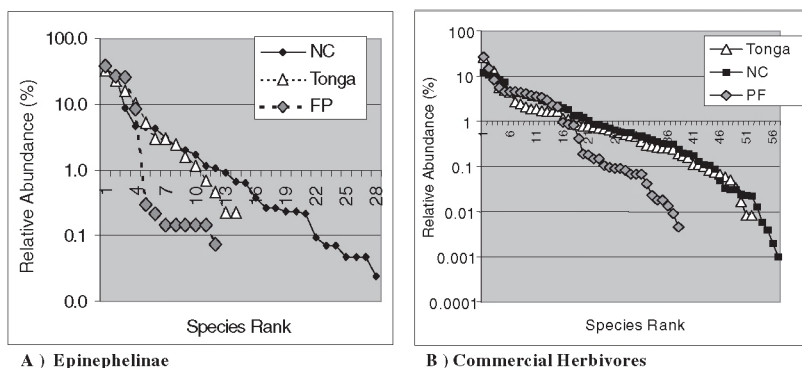 A)
100.0
10.0
1.0
0.1
0.0
Relative Abundance (%)
1 4 7 10 13 16 19 22 25 28
Species Rank
NC
Tonga
FP
A ) Epinephelinae
B)
100
10
1
0.1
0.01
0.001
0.0001
Relative Abundance (%)
1 6 11 16 21 26 31 36 41 46 51 56
Species Rank
Tonga
NC
PF
B ) Commercial Herbivores